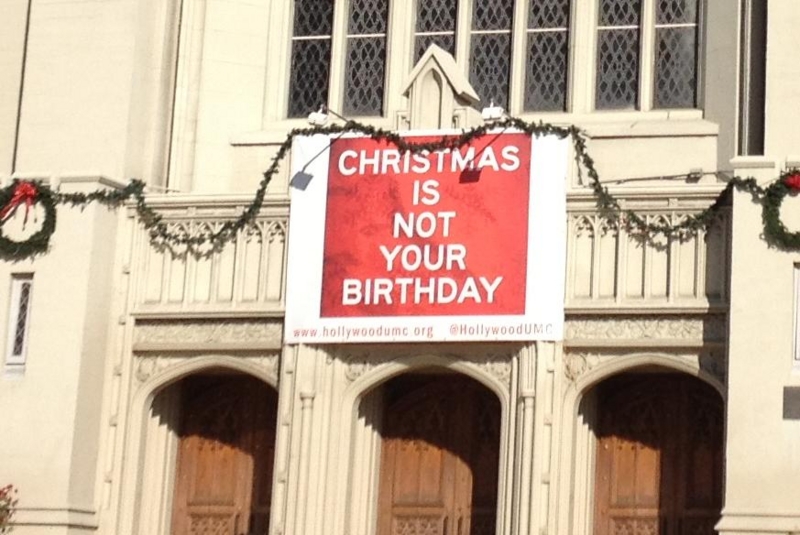 CHRISTMAS
IS
NOT
YOUR
BIRTHDAY
www.hollywoodumc.org @HollywoodUMC